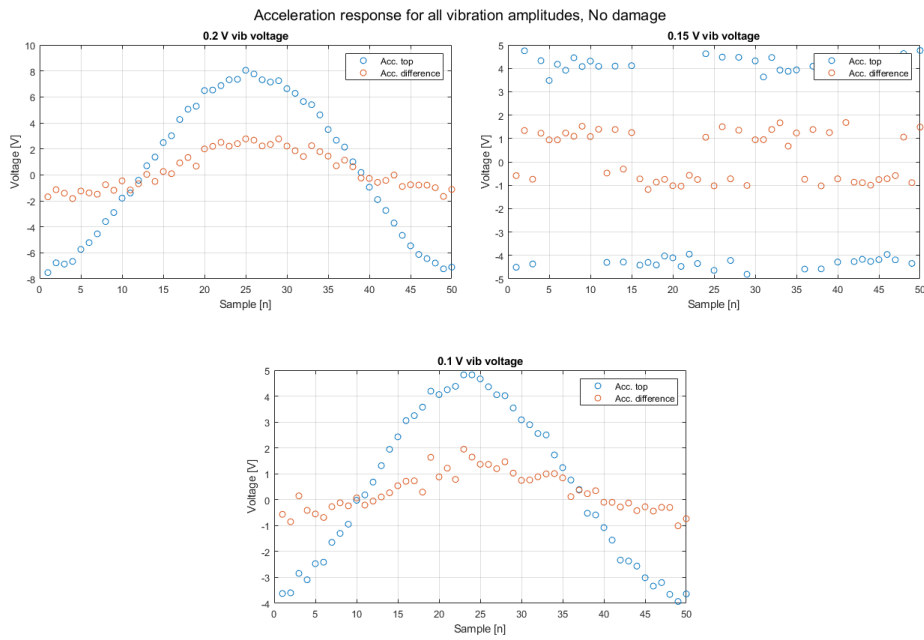 Acceleration response for all vibration amplitudes, No damage
0.2 V vib voltage
Voltage [V]
10
8
6
4
2
0
-2
-4
-6
-8
0 5 10 15 20 25 30 35 40 45 50
Sample [n]
Acc. top
Acc. difference
0.15 V vib voltage
Voltage [V]
5
4
3
2
1
0
-1
-2
-3
-4
-5
0 5 10 15 20 25 30 35 40 45 50
Sample [n]
Acc. top
Acc. difference
0.1 V vib voltage
Voltage [V]
5
4
3
2
1
0
-1
-2
-3
-4
0 5 10 15 20 25 30 35 40 45 50
Sample [n]
Acc. top
Acc. difference